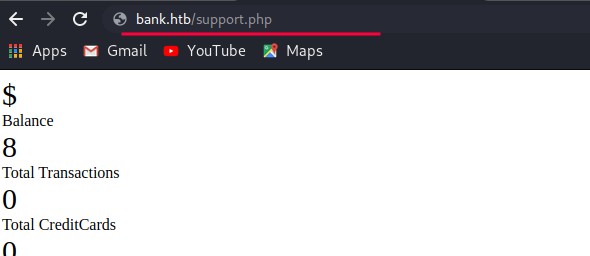 bank.htb/support.php
Apps Gmail YouTube Maps
$
Balance
8
Total Transactions
0
Total CreditCards
0